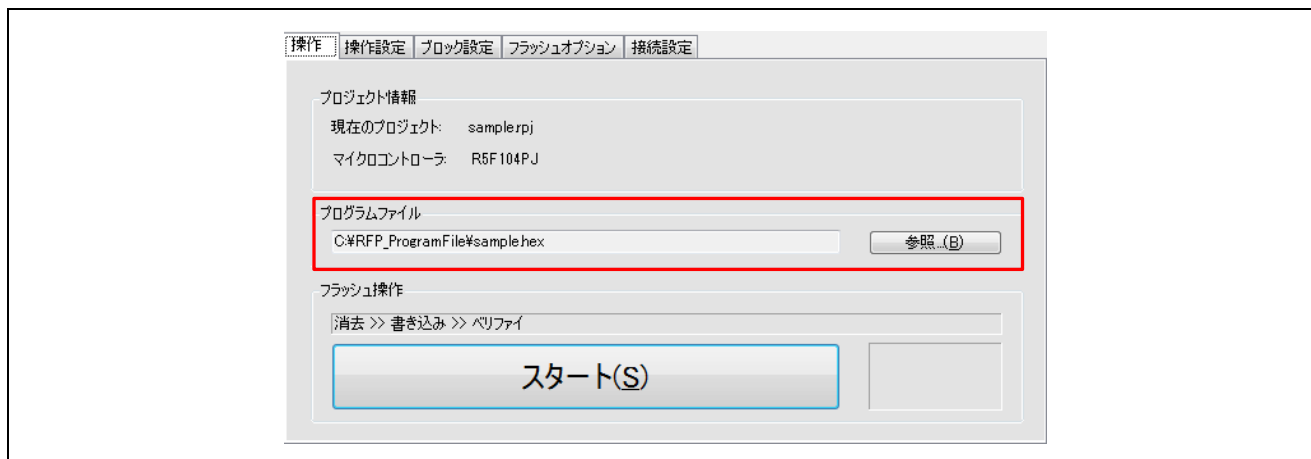 操作 操作設定 ブロック設定 フラッシュオプション 接続設定
プロジェクト情報
現在のプロジェクト: sample.rpj
マイクロコントローラ: R5F104PJ
プログラムファイル
C:¥RFP_ProgramFile¥sample.hex 参照...(B)
フラッシュ操作
消去 >> 書き込み >> ベリファイ
スタート(S)